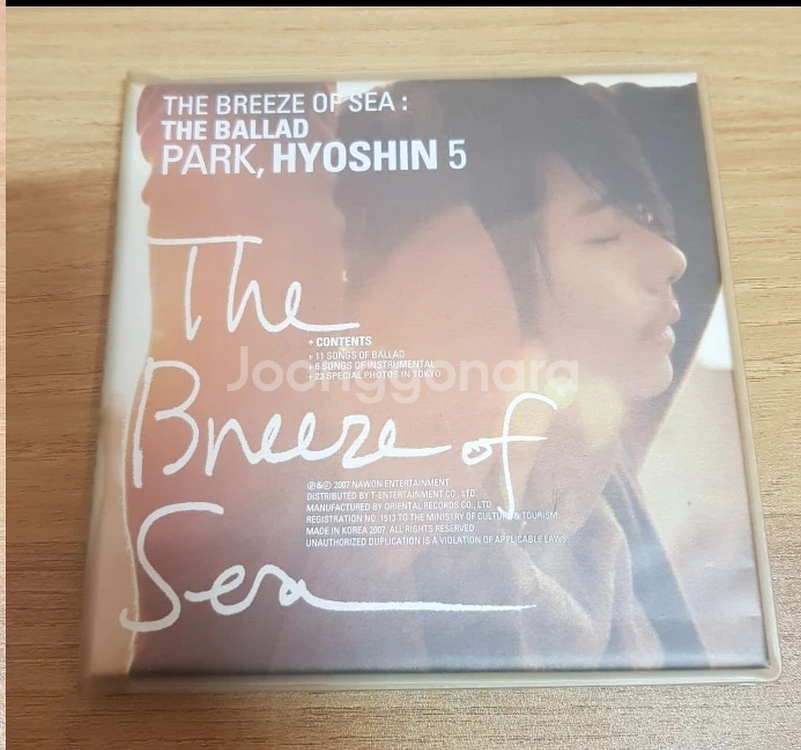 THE BREEZE OF SEA :
THE BALLAD
PARK, HYOSHIN 5
The
+ CONTENTS
+ 11 SONGS OF BALLAD
+ 6 SONGS OF INSTRUMENTAL
+ 23 SPECIAL PHOTOS IN TOKYO
Joonggonara
Breeze of
℗&© 2007 NAWON ENTERTAINMENT
DISTRIBUTED BY T-ENTERTAINMENT CO., LTD.
MANUFACTURED BY ORIENTAL RECORDS CO., LTD.
REGISTRATION NO. 1513 TO THE MINISTRY OF CULTURE & TOURISM
MADE IN KOREA 2007. ALL RIGHTS RESERVED
UNAUTHORIZED DUPLICATION IS A VIOLATION OF APPLICABLE LAWS.
Sea